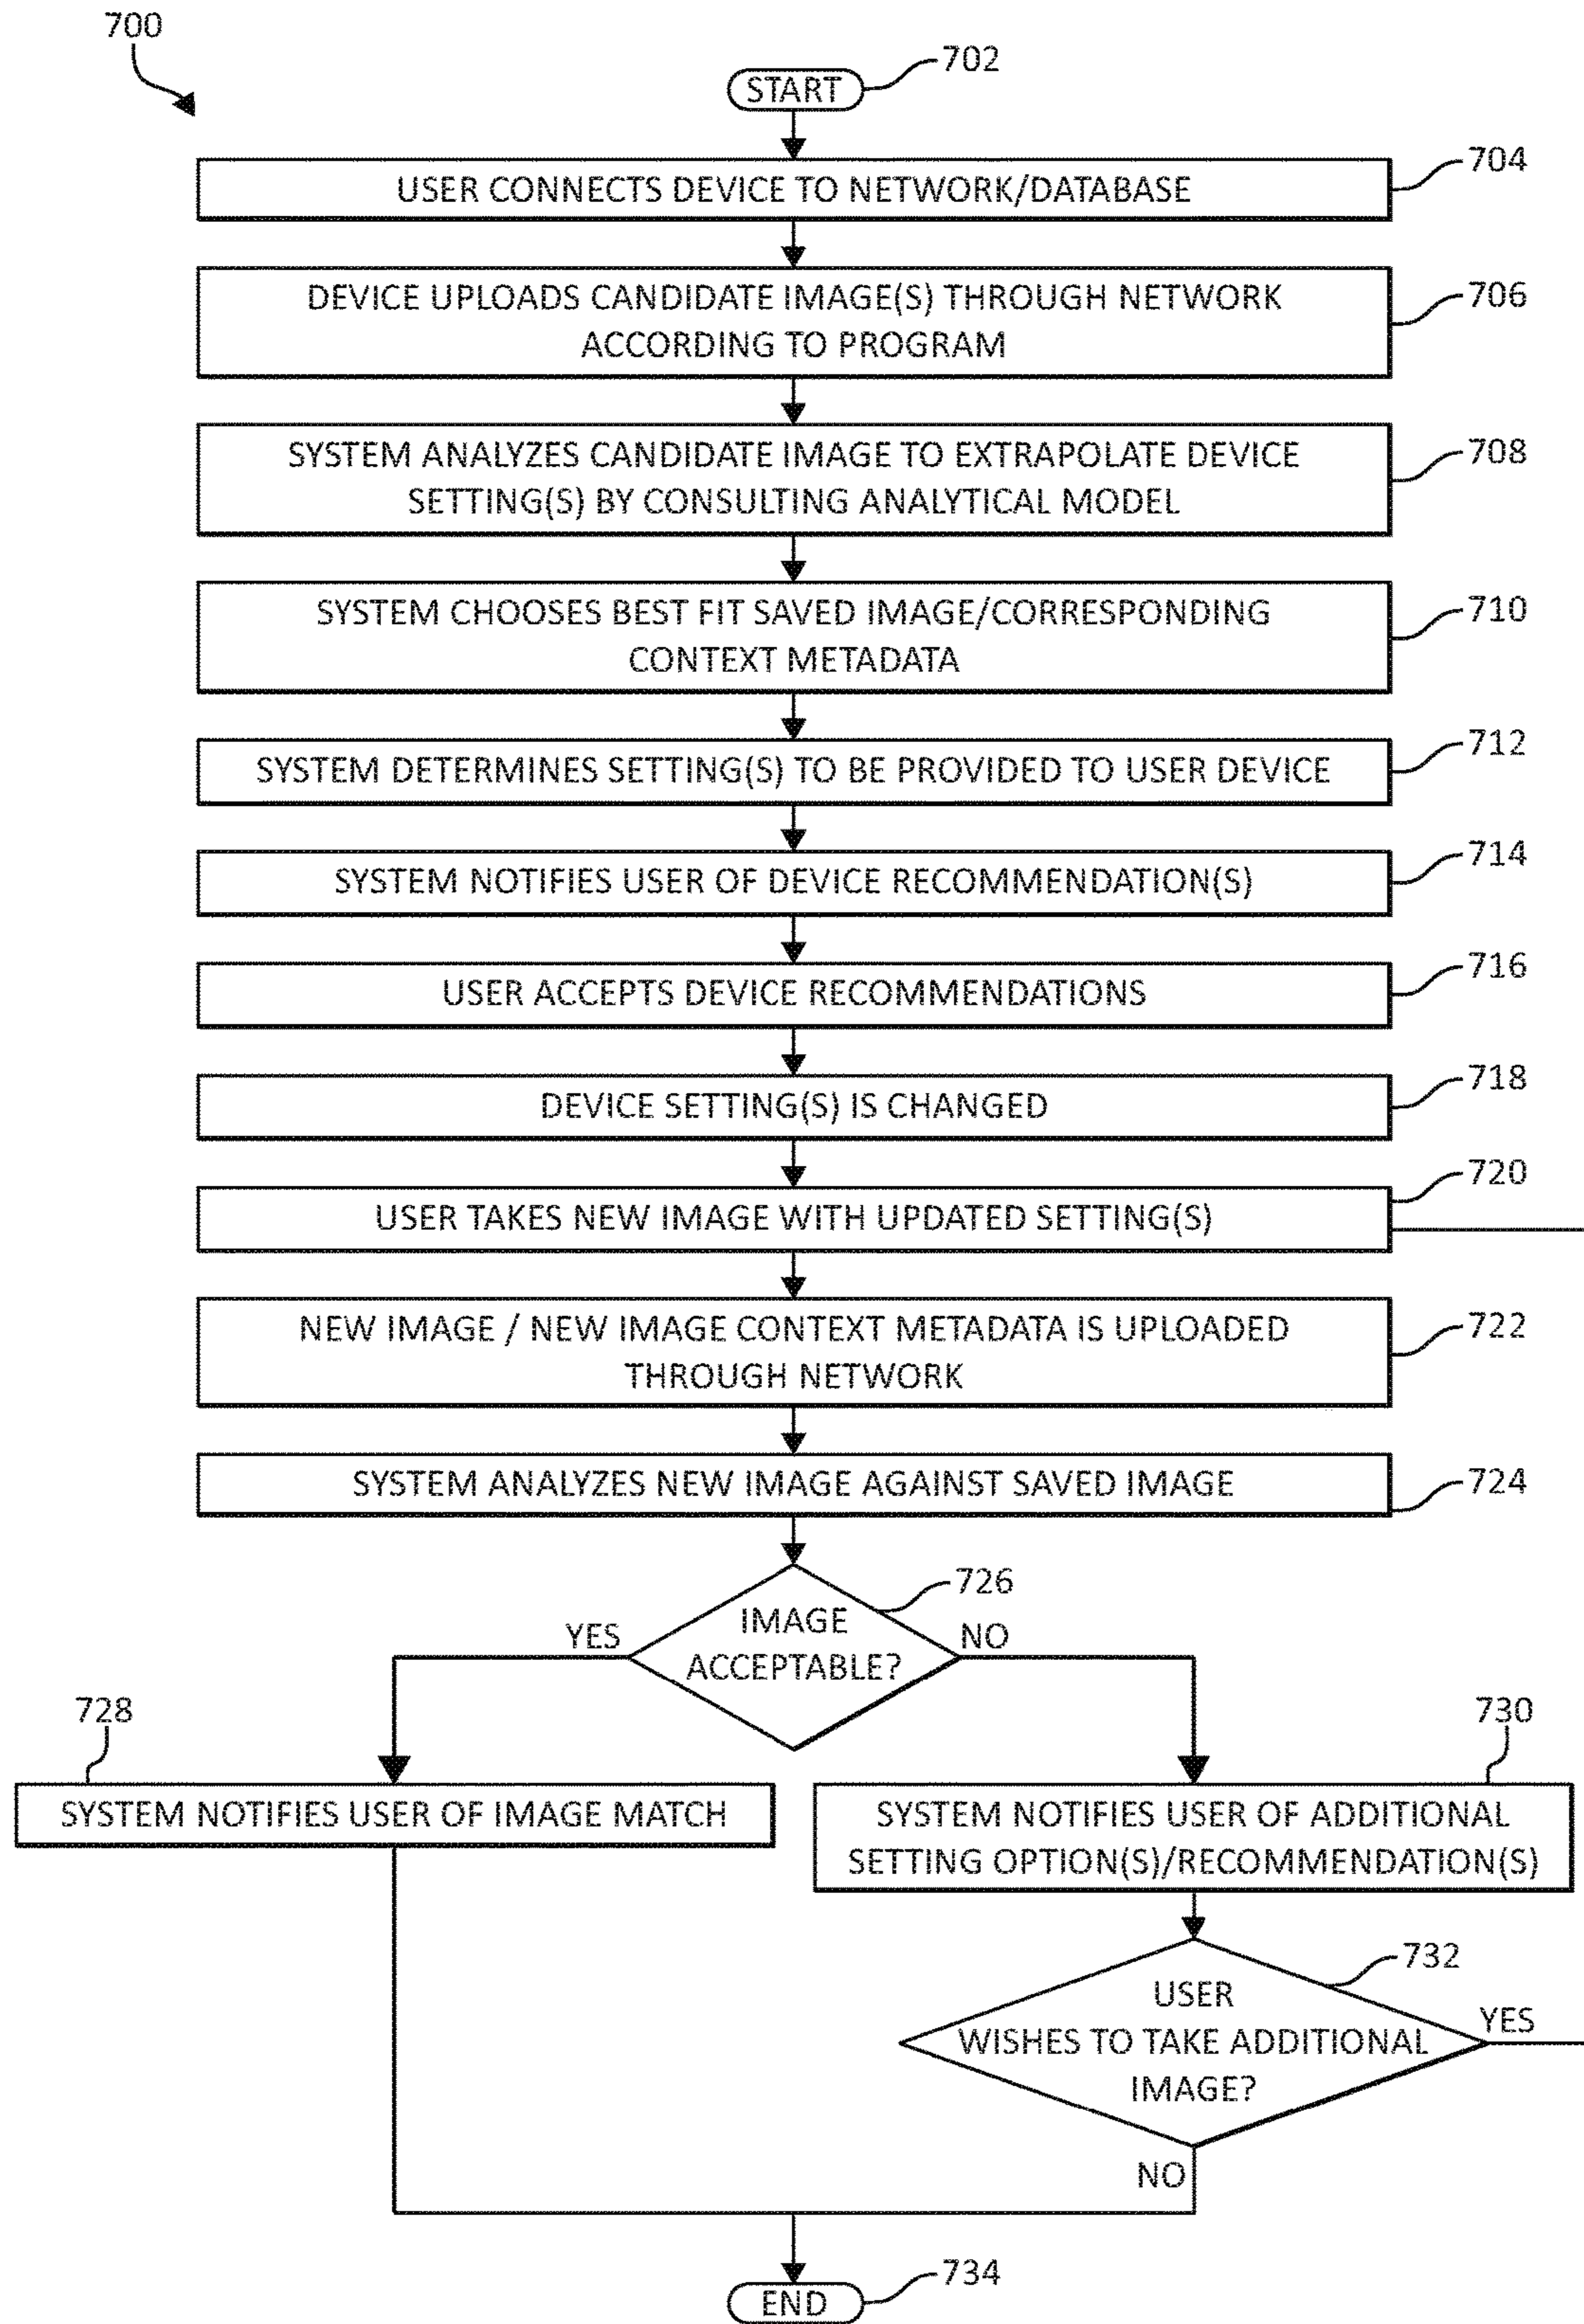 700
START
702
USER CONNECTS DEVICE TO NETWORK/DATABASE
704
DEVICE UPLOADS CANDIDATE IMAGE(S) THROUGH NETWORK
ACCORDING TO PROGRAM
706
SYSTEM ANALYZES CANDIDATE IMAGE TO EXTRAPOLATE DEVICE
SETTING(S) BY CONSULTING ANALYTICAL MODEL
708
SYSTEM CHOOSES BEST FIT SAVED IMAGE/CORRESPONDING
CONTEXT METADATA
710
SYSTEM DETERMINES SETTING(S) TO BE PROVIDED TO USER DEVICE
712
SYSTEM NOTIFIES USER OF DEVICE RECOMMENDATION(S)
714
USER ACCEPTS DEVICE RECOMMENDATIONS
716
DEVICE SETTING(S) IS CHANGED
718
USER TAKES NEW IMAGE WITH UPDATED SETTING(S)
720
NEW IMAGE / NEW IMAGE CONTEXT METADATA IS UPLOADED
THROUGH NETWORK
722
SYSTEM ANALYZES NEW IMAGE AGAINST SAVED IMAGE
724
IMAGE
ACCEPTABLE?
726
YES
NO
728
SYSTEM NOTIFIES USER OF IMAGE MATCH
730
SYSTEM NOTIFIES USER OF ADDITIONAL
SETTING OPTION(S)/RECOMMENDATION(S)
732
USER
WISHES TO TAKE ADDITIONAL
IMAGE?
YES
NO
END
734